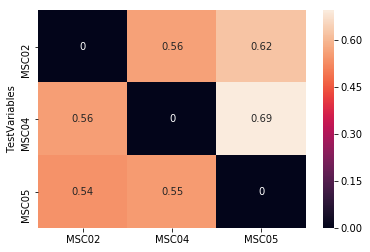 MSC02 0 0.56 0.62
MSC04 0.56 0 0.69
MSC05 0.54 0.55 0
TestVariables
MSC02 MSC04 MSC05
0.60
0.45
0.30
0.15
0.00